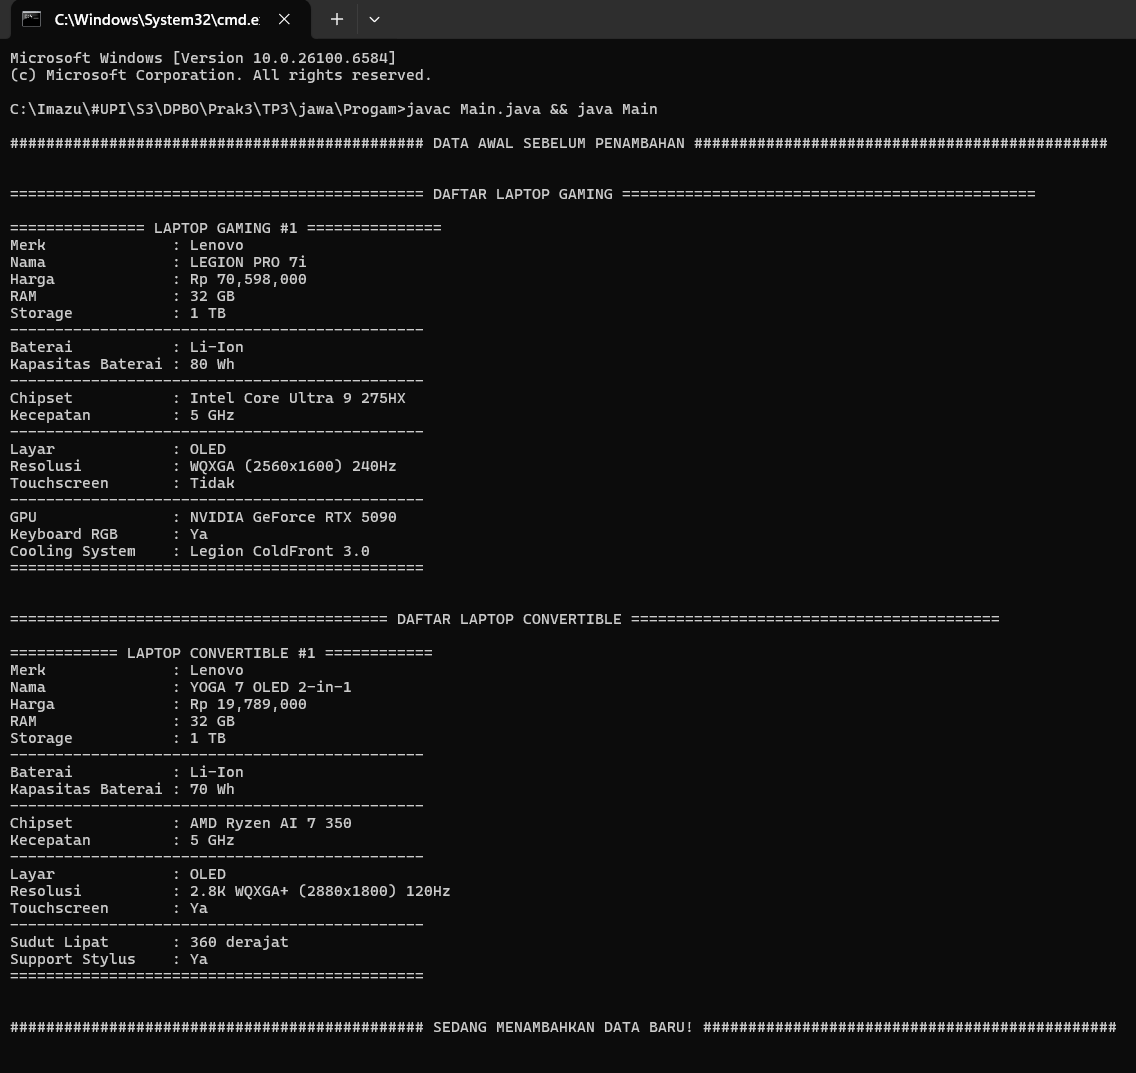 C:\Windows\System32\cmd.e
Microsoft Windows [Version 10.0.26100.6584]
(c) Microsoft Corporation. All rights reserved.
C:\Imazu\#UPI\S3\DPBO\Prak3\TP3\jawa\Progam>javac Main.java && java Main
############################################## DATA AWAL SEBELUM PENAMBAHAN ##############################################
============================================== DAFTAR LAPTOP GAMING ==============================================
=============== LAPTOP GAMING #1 ===============
Merk              : Lenovo
Nama              : LEGION PRO 7i
Harga             : Rp 70,598,000
RAM               : 32 GB
Storage           : 1 TB
----------------------------------------------
Baterai           : Li-Ion
Kapasitas Baterai : 80 Wh
----------------------------------------------
Chipset           : Intel Core Ultra 9 275HX
Kecepatan         : 5 GHz
----------------------------------------------
Layar             : OLED
Resolusi          : WQXGA (2560x1600) 240Hz
Touchscreen       : Tidak
----------------------------------------------
GPU               : NVIDIA GeForce RTX 5090
Keyboard RGB      : Ya
Cooling System    : Legion ColdFront 3.0
==============================================
========================================== DAFTAR LAPTOP CONVERTIBLE =========================================
============ LAPTOP CONVERTIBLE #1 ============
Merk              : Lenovo
Nama              : YOGA 7 OLED 2-in-1
Harga             : Rp 19,789,000
RAM               : 32 GB
Storage           : 1 TB
----------------------------------------------
Baterai           : Li-Ion
Kapasitas Baterai : 70 Wh
----------------------------------------------
Chipset           : AMD Ryzen AI 7 350
Kecepatan         : 5 GHz
----------------------------------------------
Layar             : OLED
Resolusi          : 2.8K WQXGA+ (2880x1800) 120Hz
Touchscreen       : Ya
----------------------------------------------
Sudut Lipat       : 360 derajat
Support Stylus    : Ya
==============================================
############################################## SEDANG MENAMBAHKAN DATA BARU! ##############################################